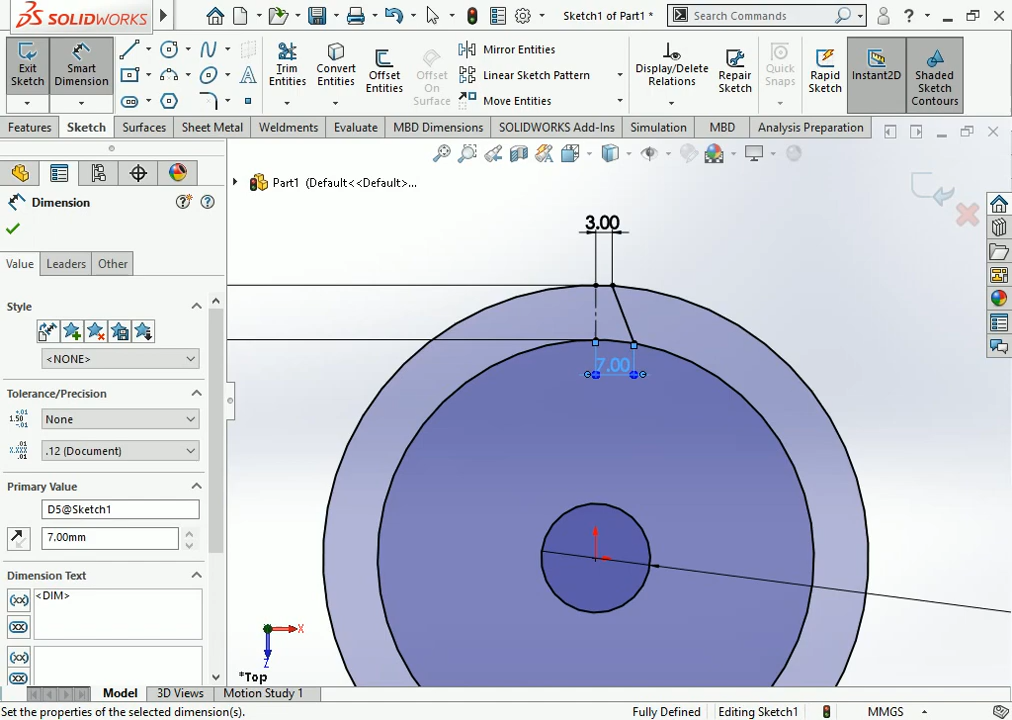 SOLIDWORKS
Sketch1 of Part1 *
Search Commands
?
Exit Sketch
Smart Dimension
Trim Entities
Convert Entities
Offset Entities
Offset On Surface
Mirror Entities
Linear Sketch Pattern
Move Entities
Display/Delete Relations
Repair Sketch
Quick Snaps
Rapid Sketch
Instant2D
Shaded Sketch Contours
Features
Sketch
Surfaces
Sheet Metal
Weldments
Evaluate
MBD Dimensions
SOLIDWORKS Add-Ins
Simulation
MBD
Analysis Preparation
Part1 (Default<<Default>...
Dimension
Value
Leaders
Other
Style
<NONE>
Tolerance/Precision
None
.12 (Document)
Primary Value
D5@Sketch1
7.00mm
Dimension Text
<DIM>
3.00
7.00
X
Z
*Top
Model
3D Views
Motion Study 1
Set the properties of the selected dimension(s).
Fully Defined
Editing Sketch1
MMGS